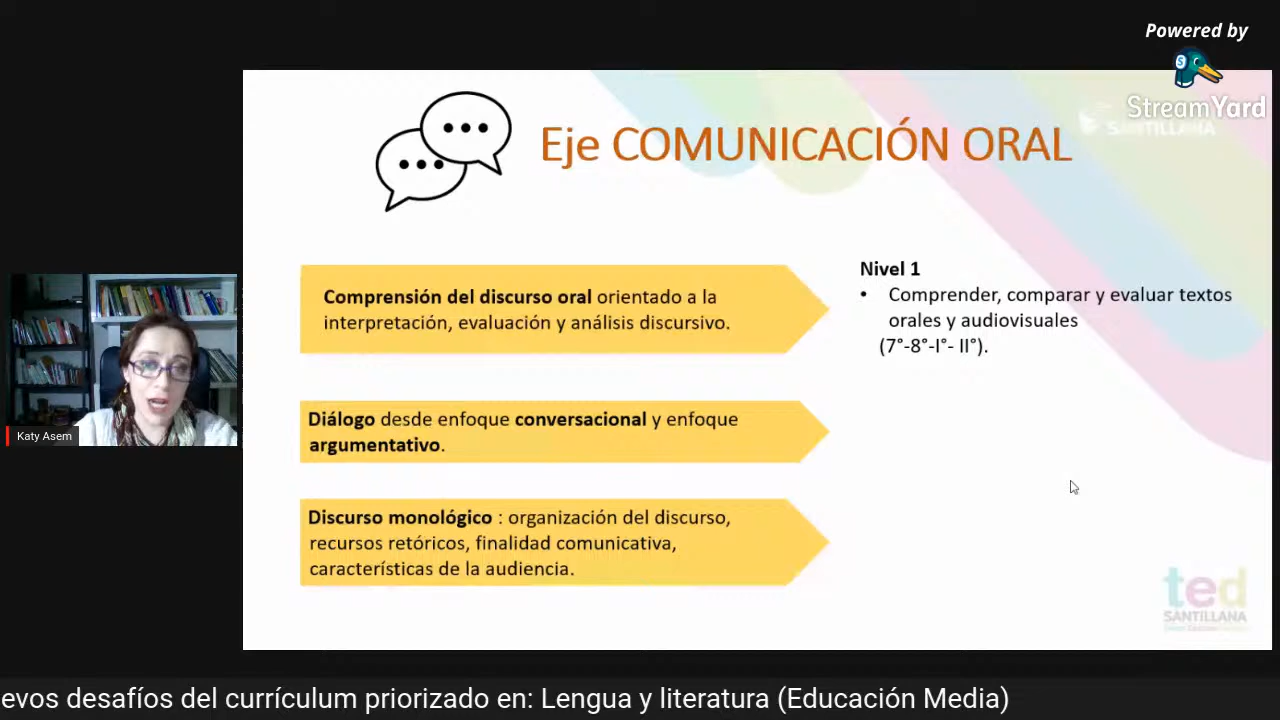 Powered by
StreamYard
SANTILLANA
Eje COMUNICACIÓN ORAL
Comprensión del discurso oral orientado a la
interpretación, evaluación y análisis discursivo.
Nivel 1
• Comprender, comparar y evaluar textos
orales y audiovisuales
(7°-8°-I°- II°).
Diálogo desde enfoque conversacional y enfoque
argumentativo.
Discurso monológico : organización del discurso,
recursos retóricos, finalidad comunicativa,
características de la audiencia.
Katy Asem
ted
SANTILLANA
evos desafíos del currículum priorizado en: Lengua y literatura (Educación Media)